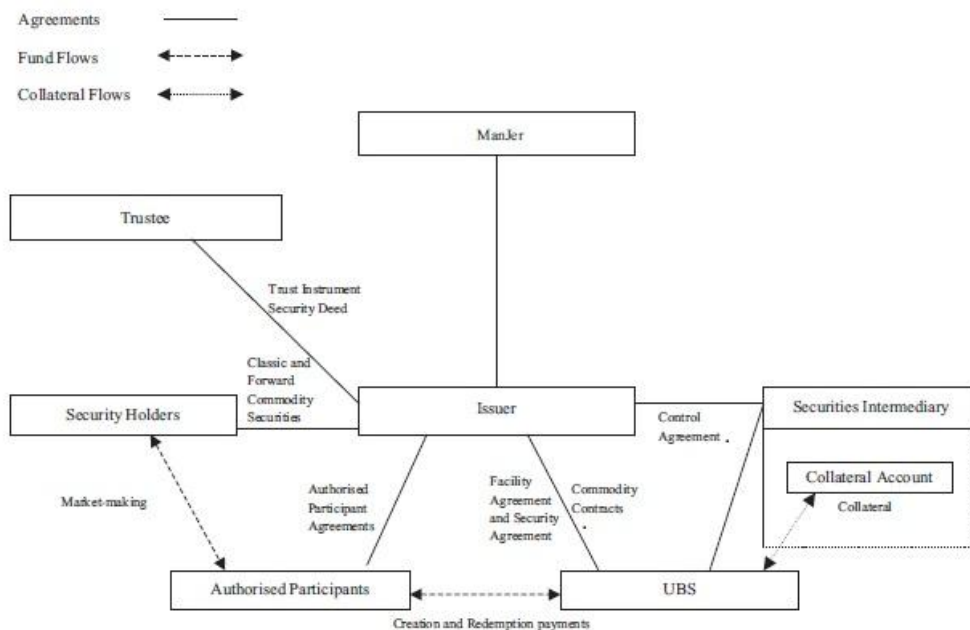 Agreements
Fund Flows
Collateral Flows
ManJer
Trustee
Trust Instrument
Security Deed
Classic and
Forward
Commodity
Securities
Security Holders
Issuer
Securities Intermediary
Control
Agreement
Collateral Account
Collateral
Market-making
Authorised
Participant
Agreements
Facility
Agreement
and Security
Agreement
Commodity
Contracts
Authorised Participants
UBS
Creation and Redemption payments